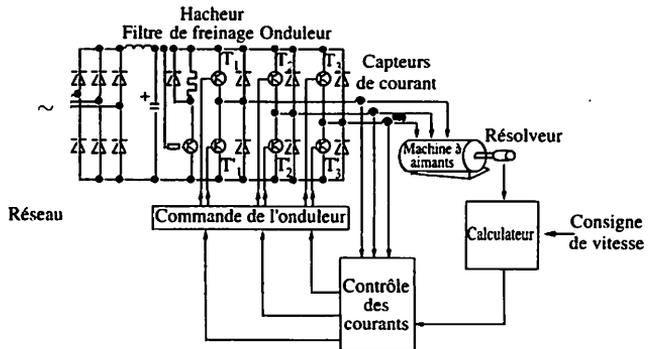 Hacheur
Filtre de freinage Onduleur
T1
T2
T3
Capteurs
de courant
+
~
Machine à
aimants
Résolveur
T'1
T'2
T'3
Réseau
Commande de l'onduleur
Calculateur
Consigne
de vitesse
Contrôle
des
courants